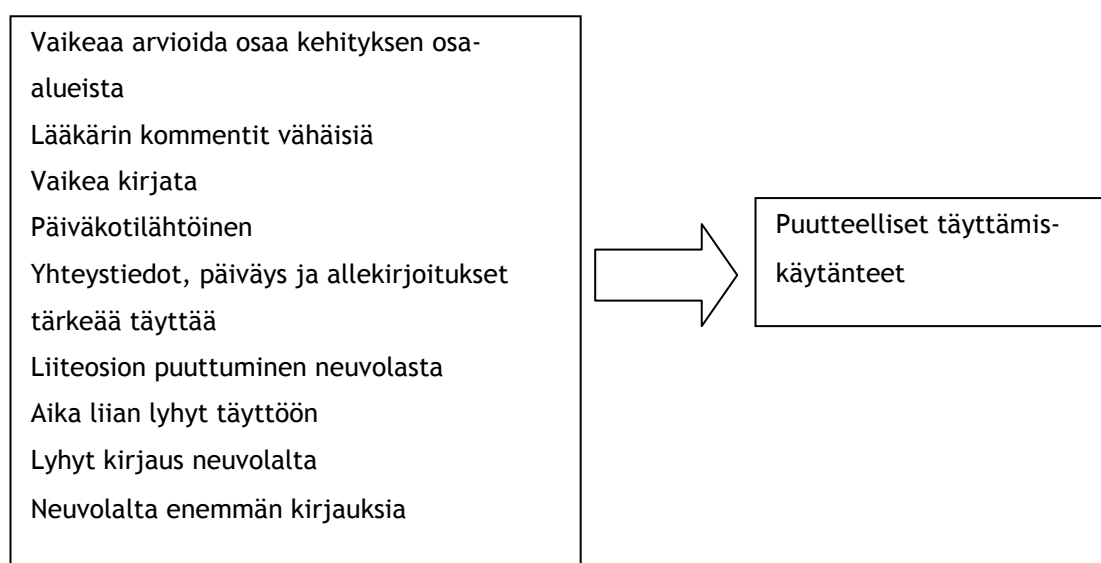 Vaikeaa arvioida osaa kehityksen osa-
alueista
Lääkärin kommentit vähäisiä
Vaikea kirjata
Päiväkotilähtöinen
Yhteystiedot, päiväys ja allekirjoitukset
tärkeää täyttää
Liiteosion puuttuminen neuvolasta
Aika liian lyhyt täyttöön
Lyhyt kirjaus neuvolalta
Neuvolalta enemmän kirjauksia
Puutteelliset täyttämis-
käytänteet